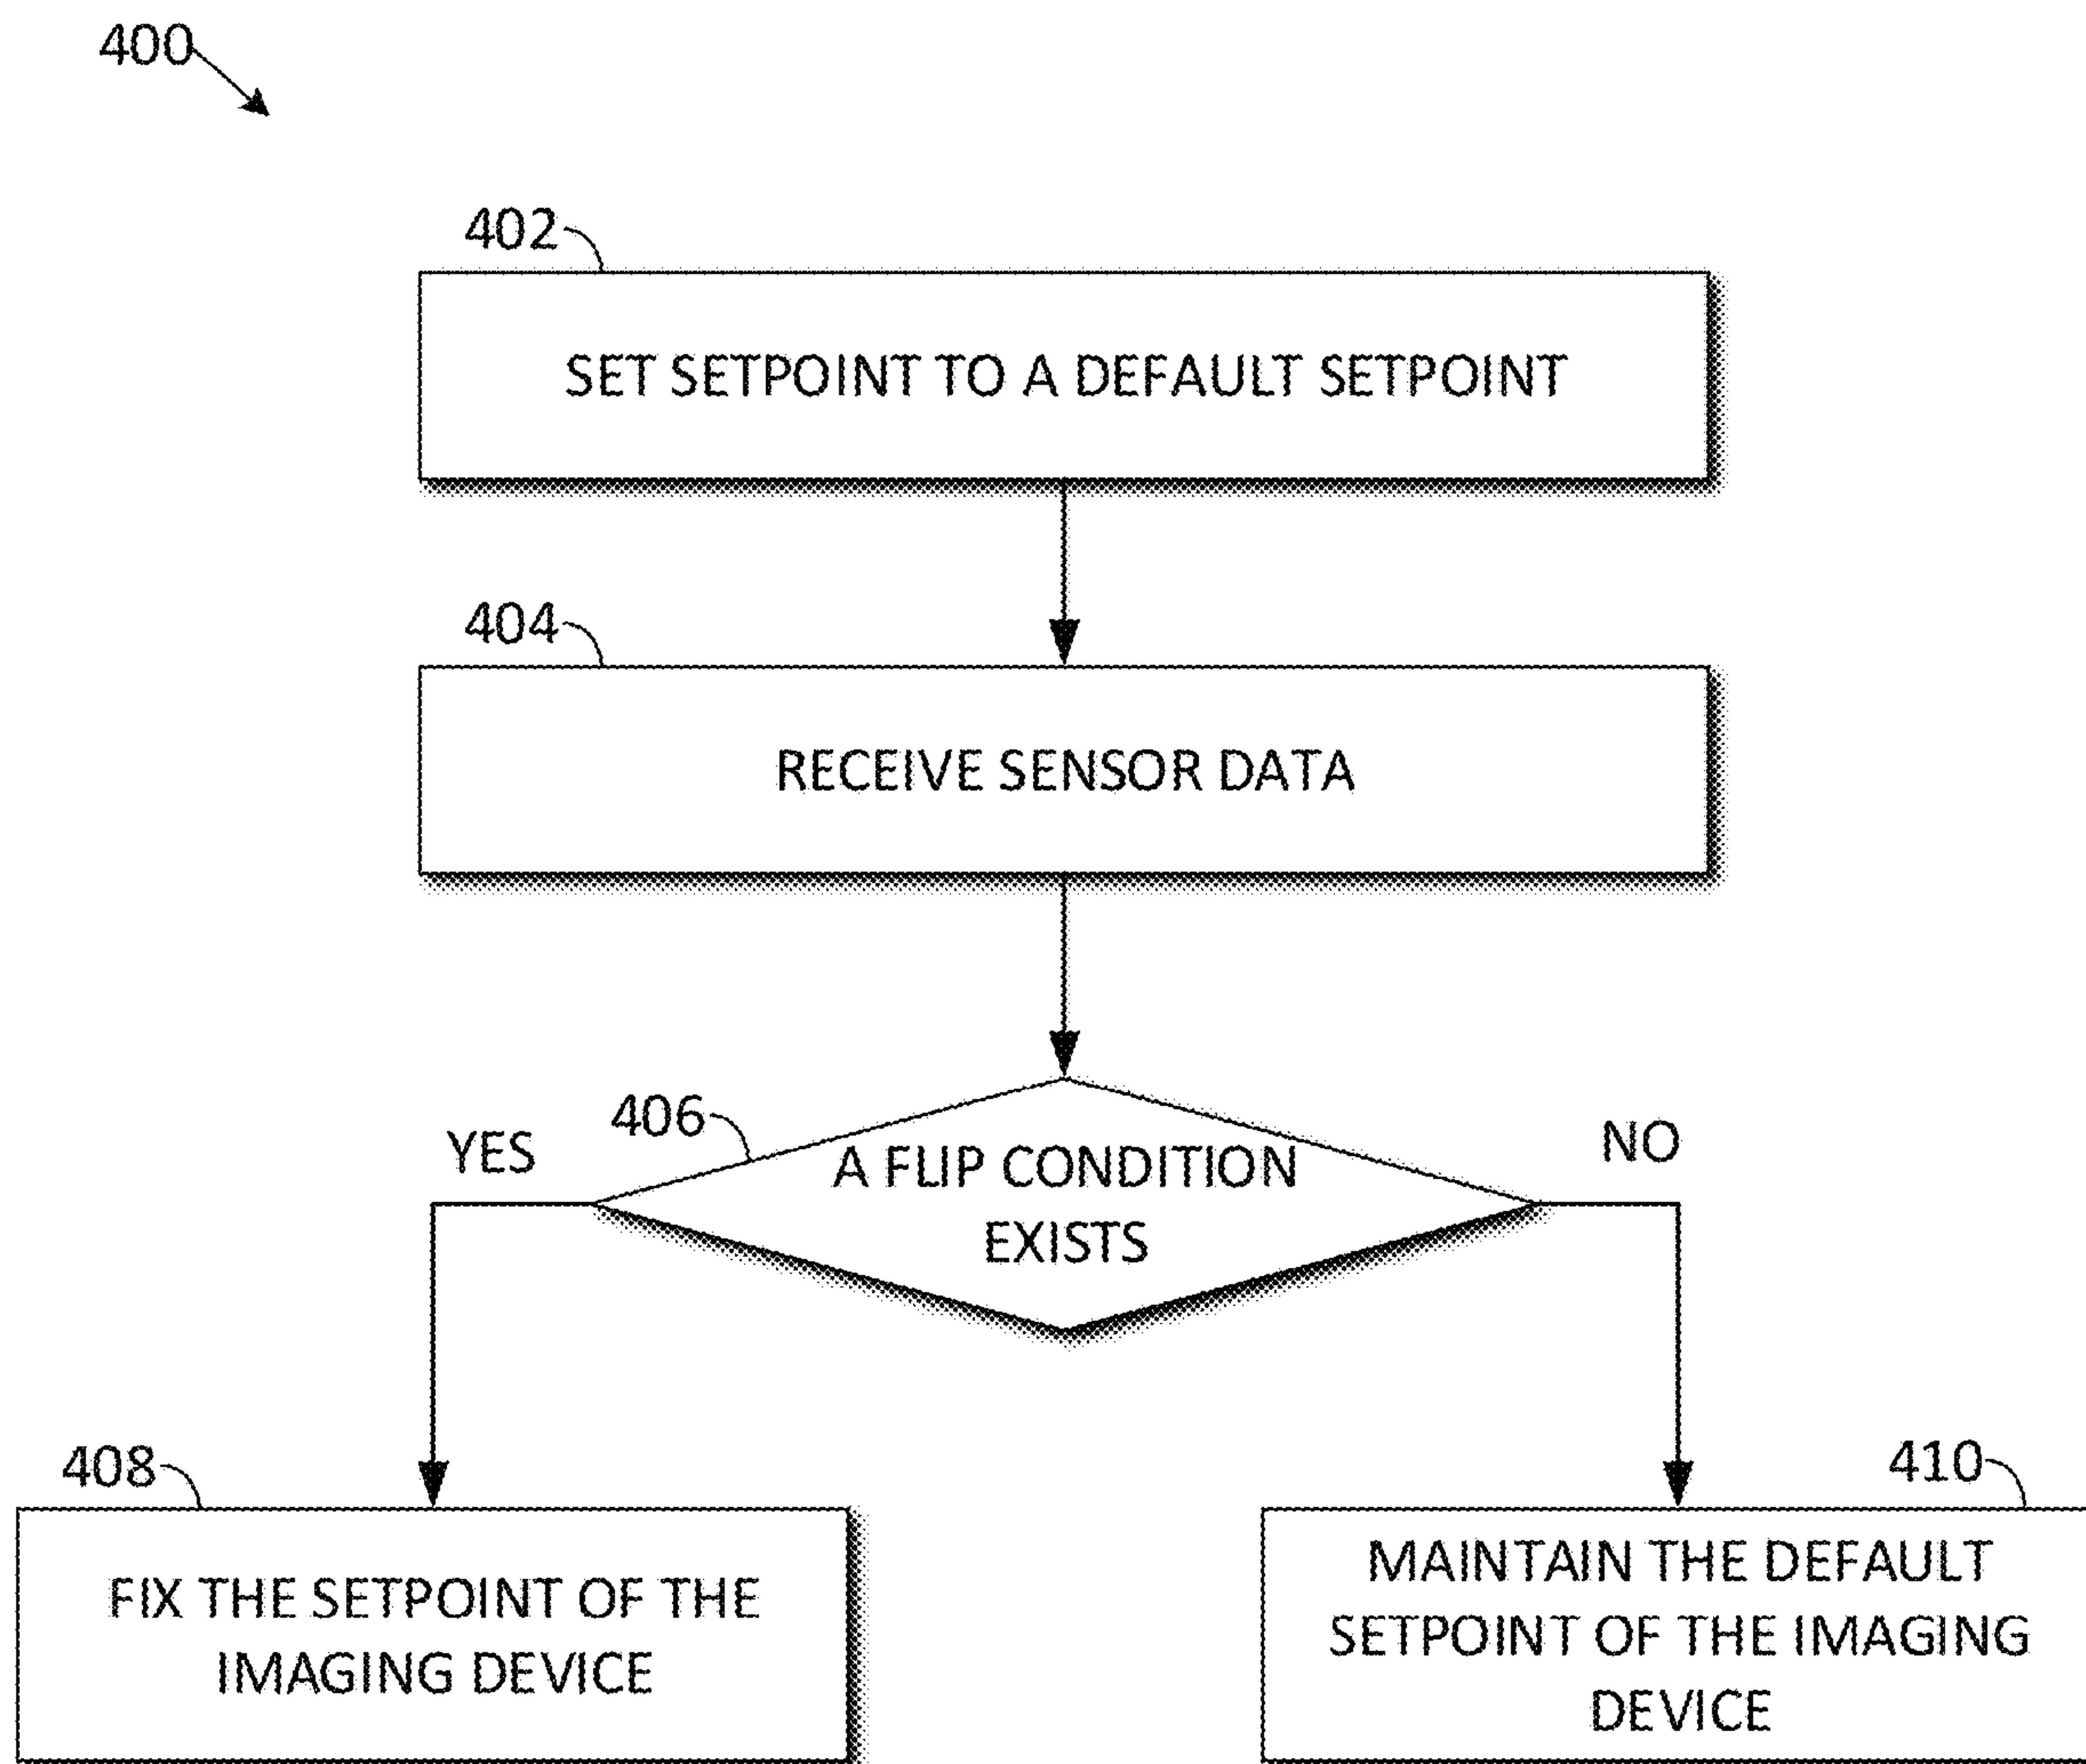 400
402
SET SETPOINT TO A DEFAULT SETPOINT
404
RECEIVE SENSOR DATA
406
YES
NO
A FLIP CONDITION
EXISTS
408
FIX THE SETPOINT OF THE
IMAGING DEVICE
410
MAINTAIN THE DEFAULT
SETPOINT OF THE IMAGING
DEVICE